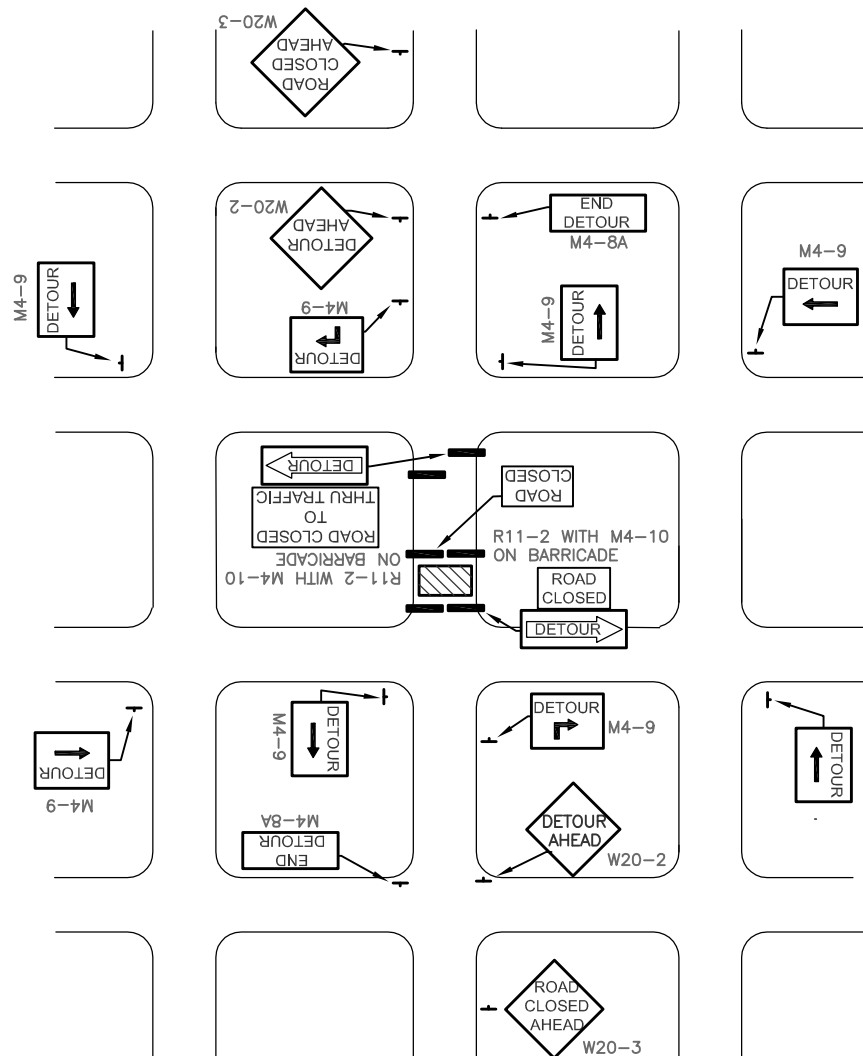 W20-3
ROAD
CLOSED
AHEAD
W20-2
DETOUR
AHEAD
END
DETOUR
M4-8A
M4-9
DETOUR
M4-9
DETOUR
M4-9
DETOUR
M4-9
DETOUR
DETOUR
ROAD CLOSED
TO
THRU TRAFFIC
R11-2 WITH M4-10
ON BARRICADE
ROAD
CLOSED
R11-2 WITH M4-10
ON BARRICADE
ROAD
CLOSED
DETOUR
M4-9
DETOUR
M4-9
DETOUR
DETOUR
M4-9
DETOUR
M4-8A
END
DETOUR
DETOUR
AHEAD
W20-2
ROAD
CLOSED
AHEAD
W20-3